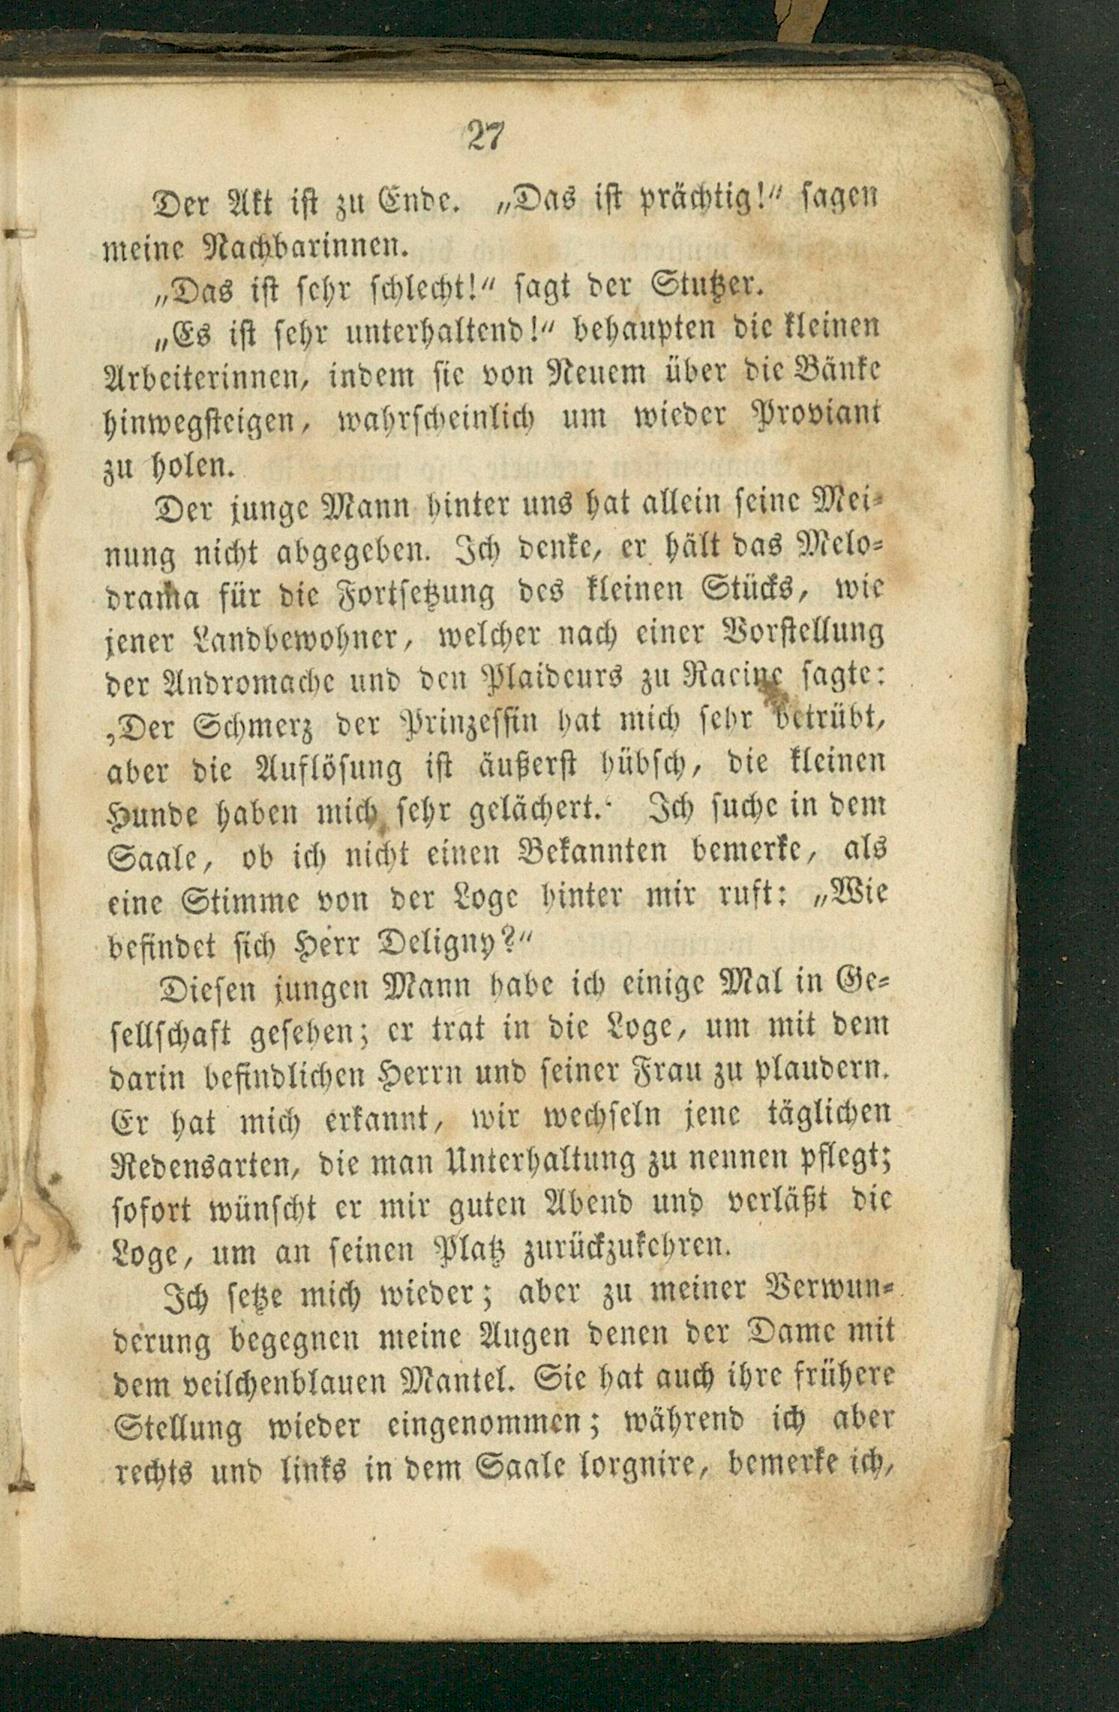 27
Der Akt ist zu Ende. „Das ist prächtig!“ sagen
meine Nachbarinnen.
„Das ist sehr schlecht!“ sagt der Stutzer.
„Es ist sehr unterhaltend!“ behaupten die kleinen
Arbeiterinnen, indem sie von Neuem über die Bänke
hinwegsteigen, wahrscheinlich um wieder Proviant
zu holen.
Der junge Mann hinter uns hat allein seine Mei-
nung nicht abgegeben. Ich denke, er hält das Melo-
drama für die Fortsetzung des kleinen Stücks, wie
jener Landbewohner, welcher nach einer Vorstellung
der Andromache und den Plaideurs zu Racine sagte:
‚Der Schmerz der Prinzessin hat mich sehr betrübt,
aber die Auflösung ist äußerst hübsch, die kleinen
Hunde haben mich sehr gelächert.‘ Ich suche in dem
Saale, ob ich nicht einen Bekannten bemerke, als
eine Stimme von der Loge hinter mir ruft: „Wie
befindet sich Herr Deligny?“
Diesen jungen Mann habe ich einige Mal in Ge-
sellschaft gesehen; er trat in die Loge, um mit dem
darin befindlichen Herrn und seiner Frau zu plaudern.
Er hat mich erkannt, wir wechseln jene täglichen
Redensarten, die man Unterhaltung zu nennen pflegt;
sofort wünscht er mir guten Abend und verläßt die
Loge, um an seinen Platz zurückzukehren.
Ich setze mich wieder; aber zu meiner Verwun-
derung begegnen meine Augen denen der Dame mit
dem veilchenblauen Mantel. Sie hat auch ihre frühere
Stellung wieder eingenommen; während ich aber
rechts und links in dem Saale lorgnire, bemerke ich,